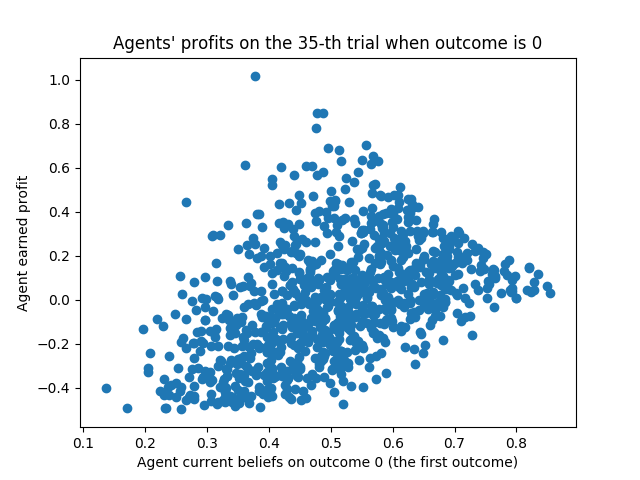 Agents' profits on the 35-th trial when outcome is 0
1.0
0.8
0.6
0.4
0.2
0.0
−0.2
−0.4
Agent earned profit
0.1 0.2 0.3 0.4 0.5 0.6 0.7 0.8
Agent current beliefs on outcome 0 (the first outcome)